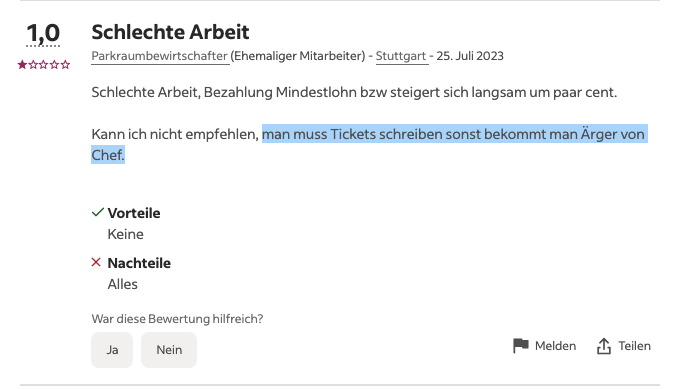 1,0
Schlechte Arbeit
Parkraumbewirtschafter (Ehemaliger Mitarbeiter) - Stuttgart - 25. Juli 2023
Schlechte Arbeit, Bezahlung Mindestlohn bzw steigert sich langsam um paar cent.
Kann ich nicht empfehlen, man muss Tickets schreiben sonst bekommt man Ärger von
Chef.
Vorteile
Keine
Nachteile
Alles
War diese Bewertung hilfreich?
Ja
Nein
Melden
Teilen